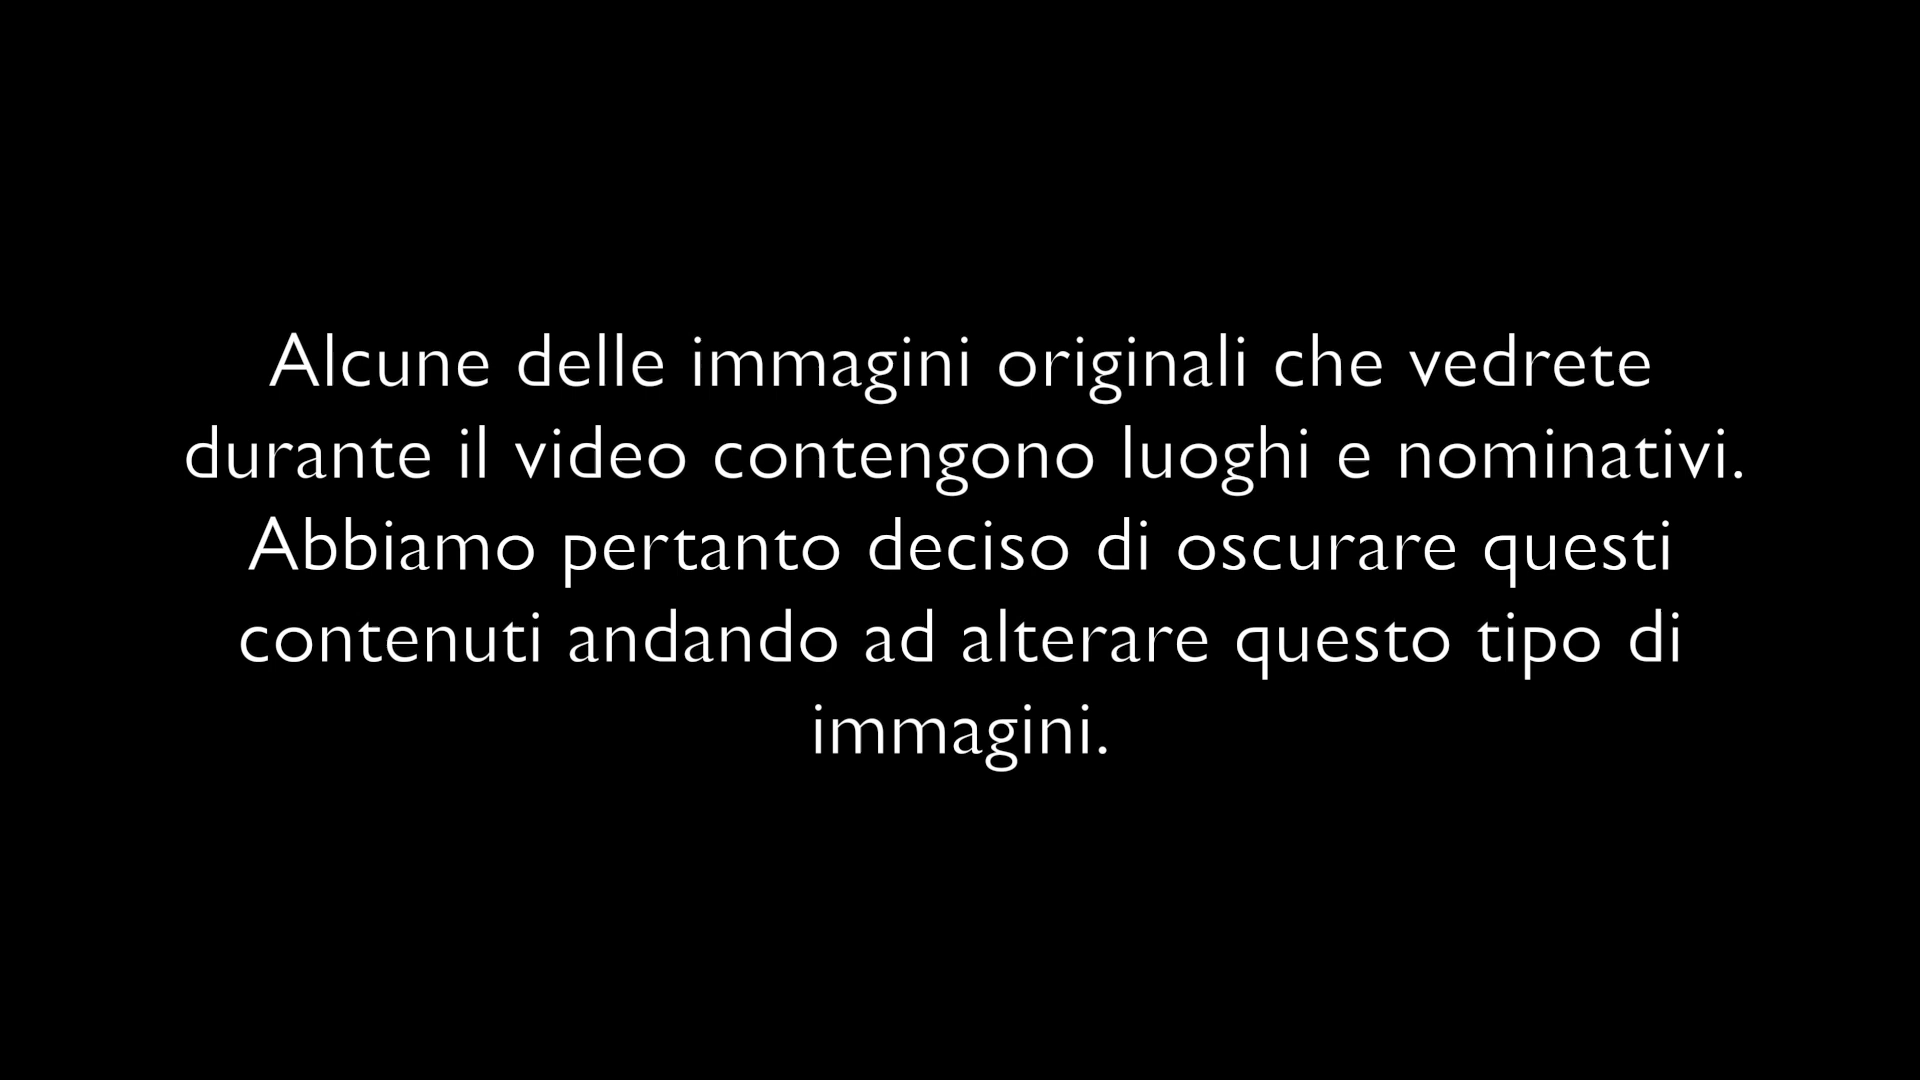 Alcune delle immagini originali che vedrete
durante il video contengono luoghi e nominativi.
Abbiamo pertanto deciso di oscurare questi
contenuti andando ad alterare questo tipo di
immagini.